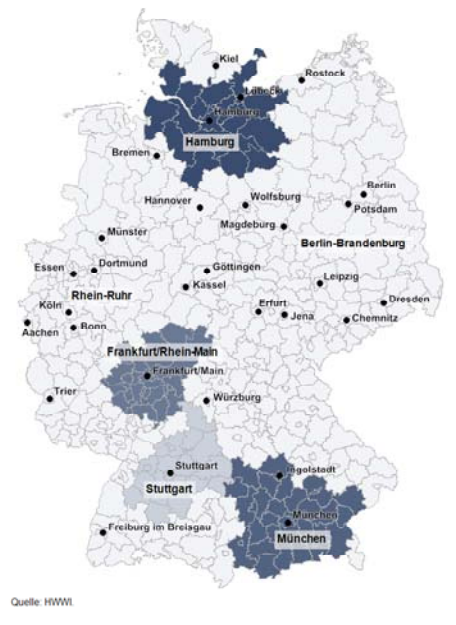 Kiel
Rostock
Lübeck
Hamburg
Hamburg
Bremen
Berlin
Wolfsburg
Hannover
Potsdam
Magdeburg
Münster
Berlin-Brandenburg
Dortmund
Essen
Göttingen
Leipzig
Kassel
Rhein-Ruhr
Dresden
Köln
Erfurt
Jena
Chemnitz
Bonn
Aachen
Frankfurt/Rhein-Main
Frankfurt/Main
Trier
Würzburg
Stuttgart
Ingolstadt
Stuttgart
München
Freiburg im Breisgau
München
Quelle: HWWI.